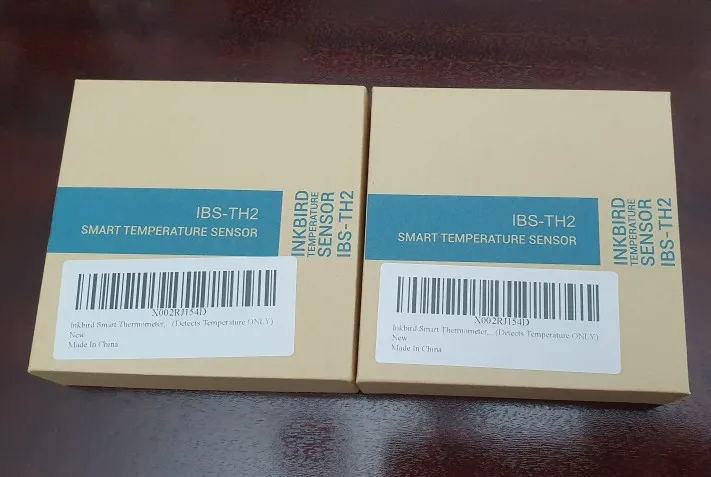 IBS-TH2
SMART TEMPERATURE SENSOR
INKBIRD
TEMPERATURE
SENSOR
IBS-TH2
X002RJ154D
Inkbird Smart Thermometer,... (Detects Temperature ONLY)
New
Made In China
IBS-TH2
SMART TEMPERATURE SENSOR
INKBIRD
TEMPERATURE
SENSOR
IBS-TH2
X002RJ154D
Inkbird Smart Thermometer,... (Detects Temperature ONLY)
New
Made In China